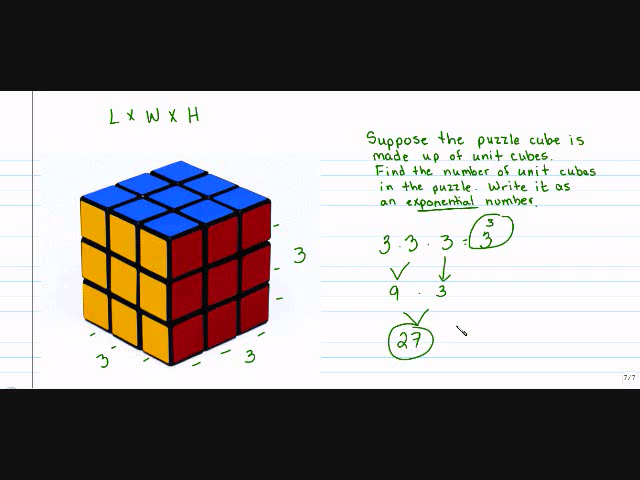 L x W x H
Suppose the puzzle cube is
made up of unit cubes.
Find the number of unit cubes
in the puzzle. Write it as
an exponential number.
3 · 3 · 3 = 3³
9 · 3
27
3
3
3
7/7